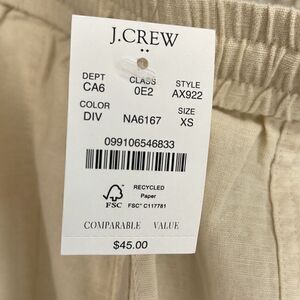 J.CREW
DEPT CLASS STYLE
CA6 0E2 AX922
COLOR SIZE
DIV NA6167 XS
099106546833
RECYCLED
Paper
FSC FSC® C117781
COMPARABLE VALUE
$45.00